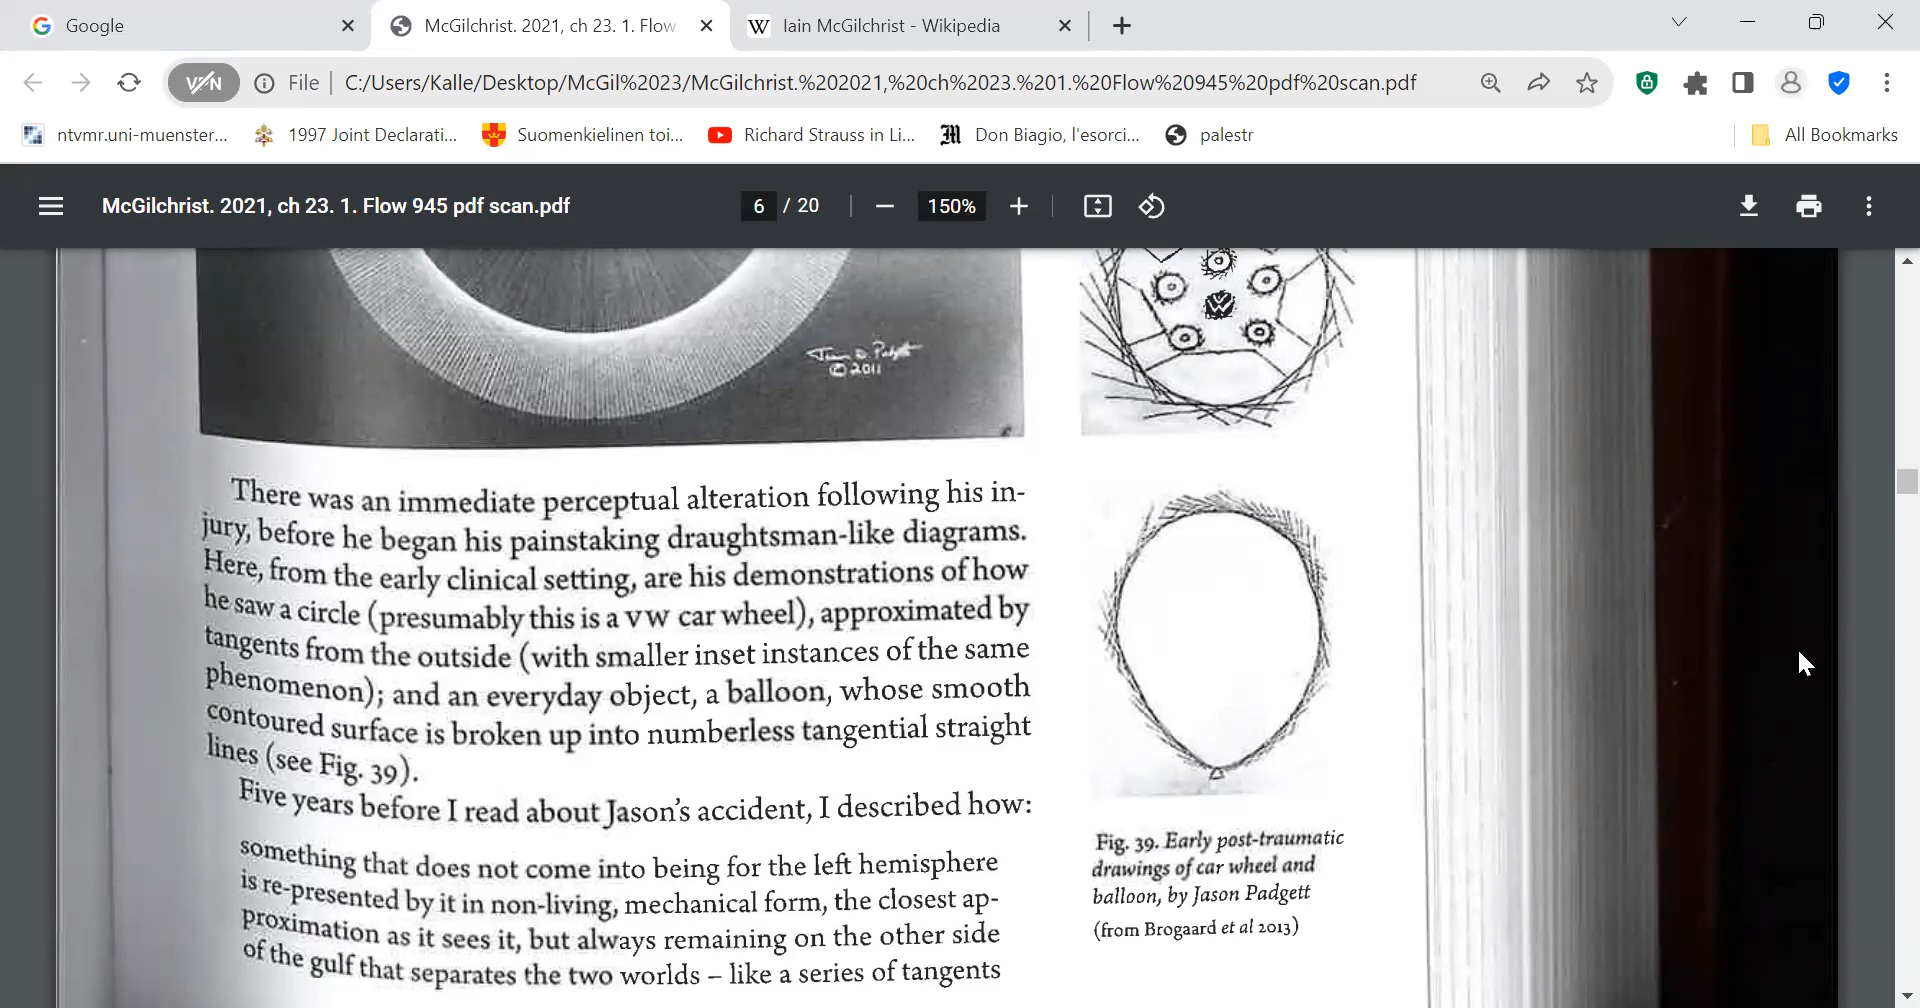 Google
McGilchrist. 2021, ch 23. 1. Flow
W Iain McGilchrist - Wikipedia
VPN
File
C:/Users/Kalle/Desktop/McGil%2023/McGilchrist.%202021,%20ch%2023.%201.%20Flow%20945%20pdf%20scan.pdf
ntvmr.uni-muenster...
1997 Joint Declarati...
Suomenkielinen toi...
Richard Strauss in Li...
Don Biagio, l'esorci...
palestr
All Bookmarks
McGilchrist. 2021, ch 23. 1. Flow 945 pdf scan.pdf
6 / 20
150%
© 2011
There was an immediate perceptual alteration following his in-
jury, before he began his painstaking draughtsman-like diagrams.
Here, from the early clinical setting, are his demonstrations of how
he saw a circle (presumably this is a VW car wheel), approximated by
tangents from the outside (with smaller inset instances of the same
phenomenon); and an everyday object, a balloon, whose smooth
contoured surface is broken up into numberless tangential straight
lines (see Fig. 39).
Five years before I read about Jason's accident, I described how:
something that does not come into being for the left hemisphere
is re-presented by it in non-living, mechanical form, the closest ap-
proximation as it sees it, but always remaining on the other side
of the gulf that separates the two worlds – like a series of tangents
Fig. 39. Early post-traumatic
drawings of car wheel and
balloon, by Jason Padgett
(from Brogaard et al 2013)